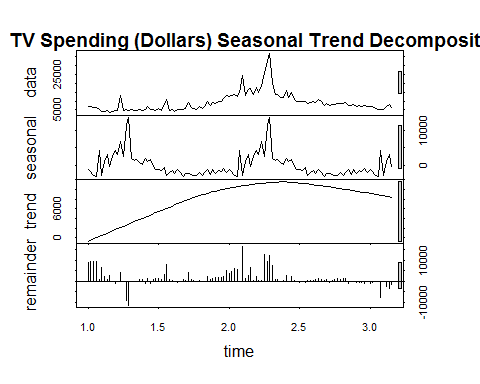 TV Spending (Dollars) Seasonal Trend Decomposit
data
5000 25000
seasonal
0 10000
trend
0 6000
remainder
-10000 10000
1.0 1.5 2.0 2.5 3.0
time